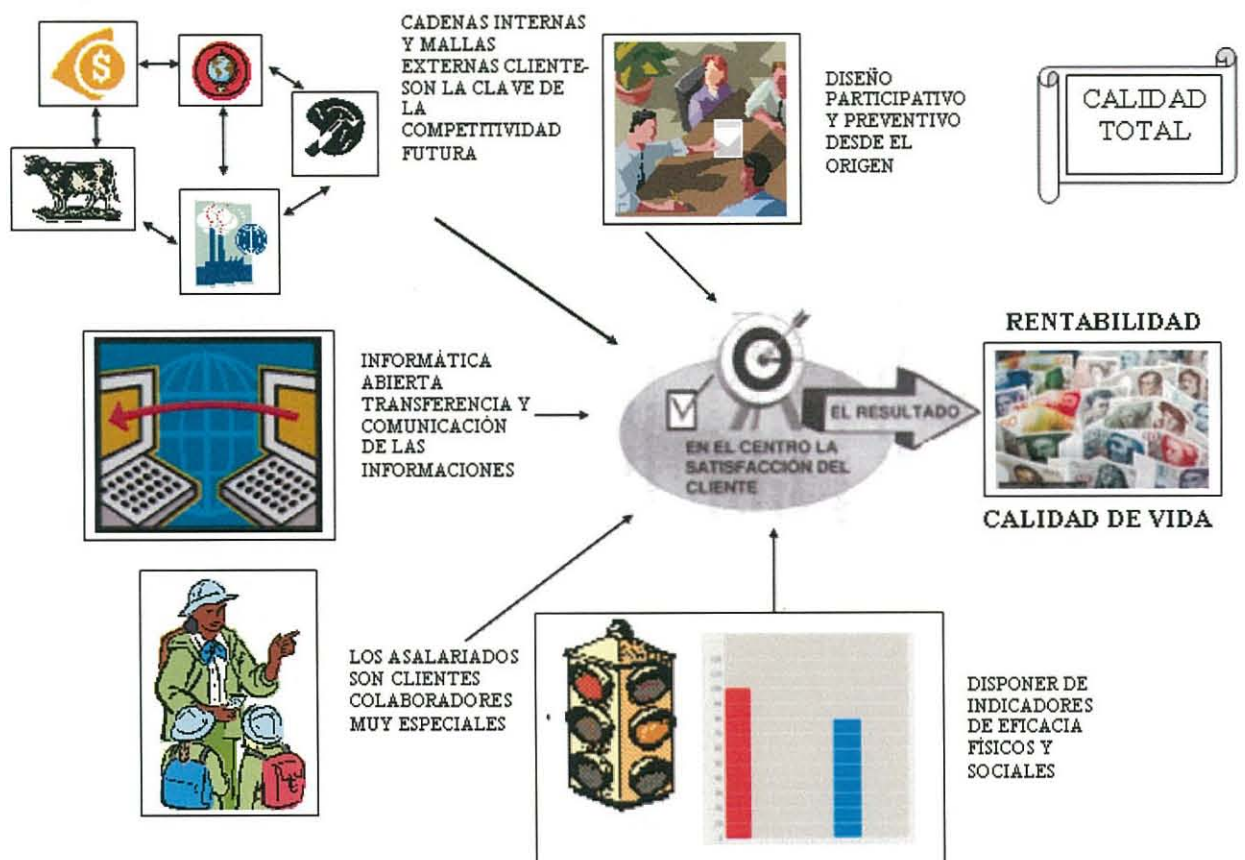 CADENAS INTERNAS
Y MALLAS
EXTERNAS CLIENTE-
SON LA CLAVE DE
LA
COMPETITIVIDAD
FUTURA
DISEÑO
PARTICIPATIVO
Y PREVENTIVO
DESDE EL
ORIGEN
CALIDAD
TOTAL
$
INFORMÁTICA
ABIERTA
TRANSFERENCIA Y
COMUNICACIÓN
DE LAS
INFORMACIONES
EN EL CENTRO LA
SATISFACCIÓN DEL
CLIENTE
EL RESULTADO
RENTABILIDAD
CALIDAD DE VIDA
LOS ASALARIADOS
SON CLIENTES
COLABORADORES
MUY ESPECIALES
DISPONER DE
INDICADORES
DE EFICACIA
FÍSICOS Y
SOCIALES